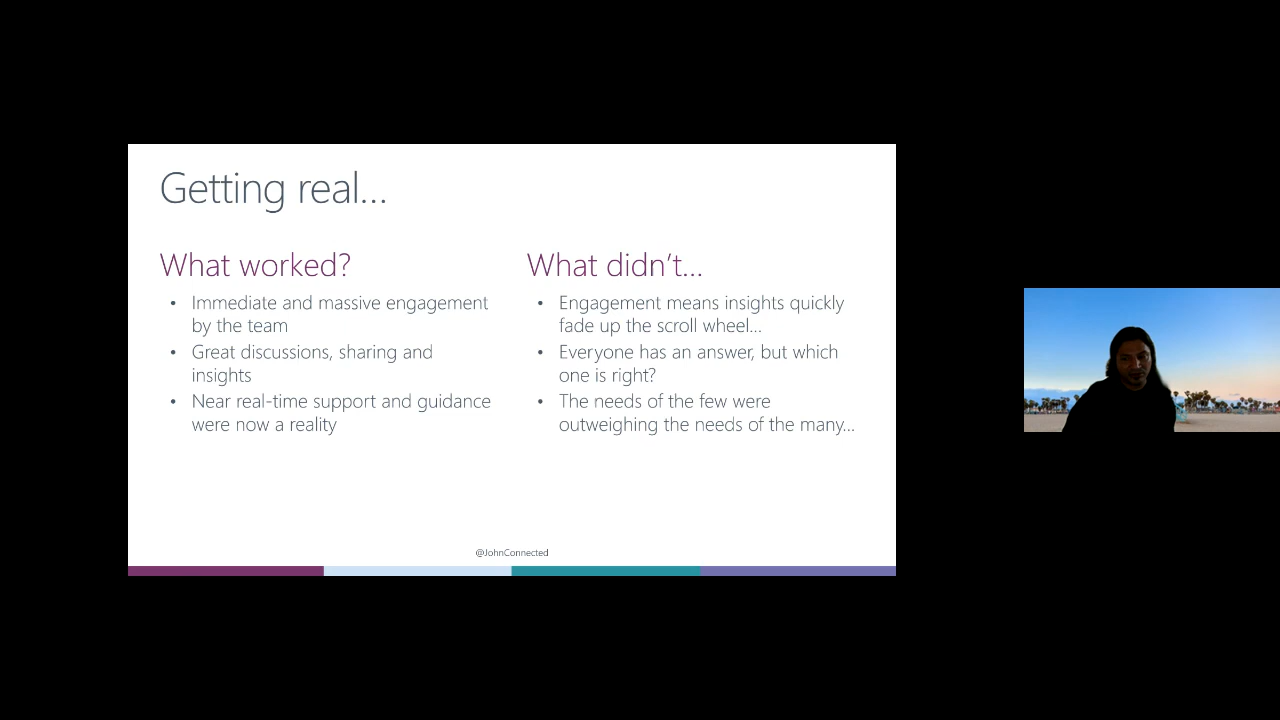 Getting real...
What worked?
• Immediate and massive engagement
by the team
• Great discussions, sharing and
insights
• Near real-time support and guidance
were now a reality
What didn't...
• Engagement means insights quickly
fade up the scroll wheel...
• Everyone has an answer, but which
one is right?
• The needs of the few were
outweighing the needs of the many...
@JohnConnected